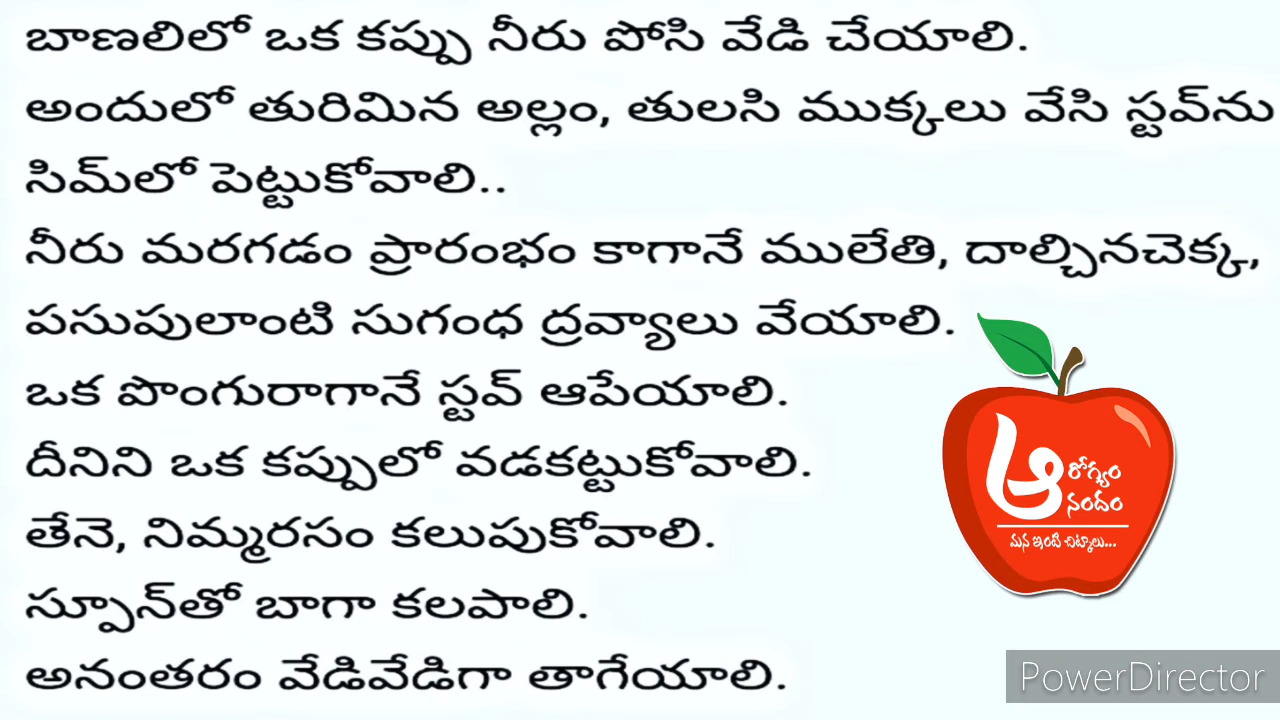 బాణలిలో ఒక కప్పు నీరు పోసి వేడి చేయాలి.
అందులో తురిమిన అల్లం, తులసి ముక్కలు వేసి స్టవ్‌ను
సిమ్‌లో పెట్టుకోవాలి..
నీరు మరగడం ప్రారంభం కాగానే ములేతి, దాల్చినచెక్క,
పసుపులాంటి సుగంధ ద్రవ్యాలు వేయాలి.
ఒక పొంగురాగానే స్టవ్ ఆపేయాలి.
దీనిని ఒక కప్పులో వడకట్టుకోవాలి.
తేనె, నిమ్మరసం కలుపుకోవాలి.
స్పూన్‌తో బాగా కలపాలి.
అనంతరం వేడివేడిగా తాగేయాలి.
ఆరోగ్యం
నందం
మన ఇంటి చిట్కాలు...
PowerDirector